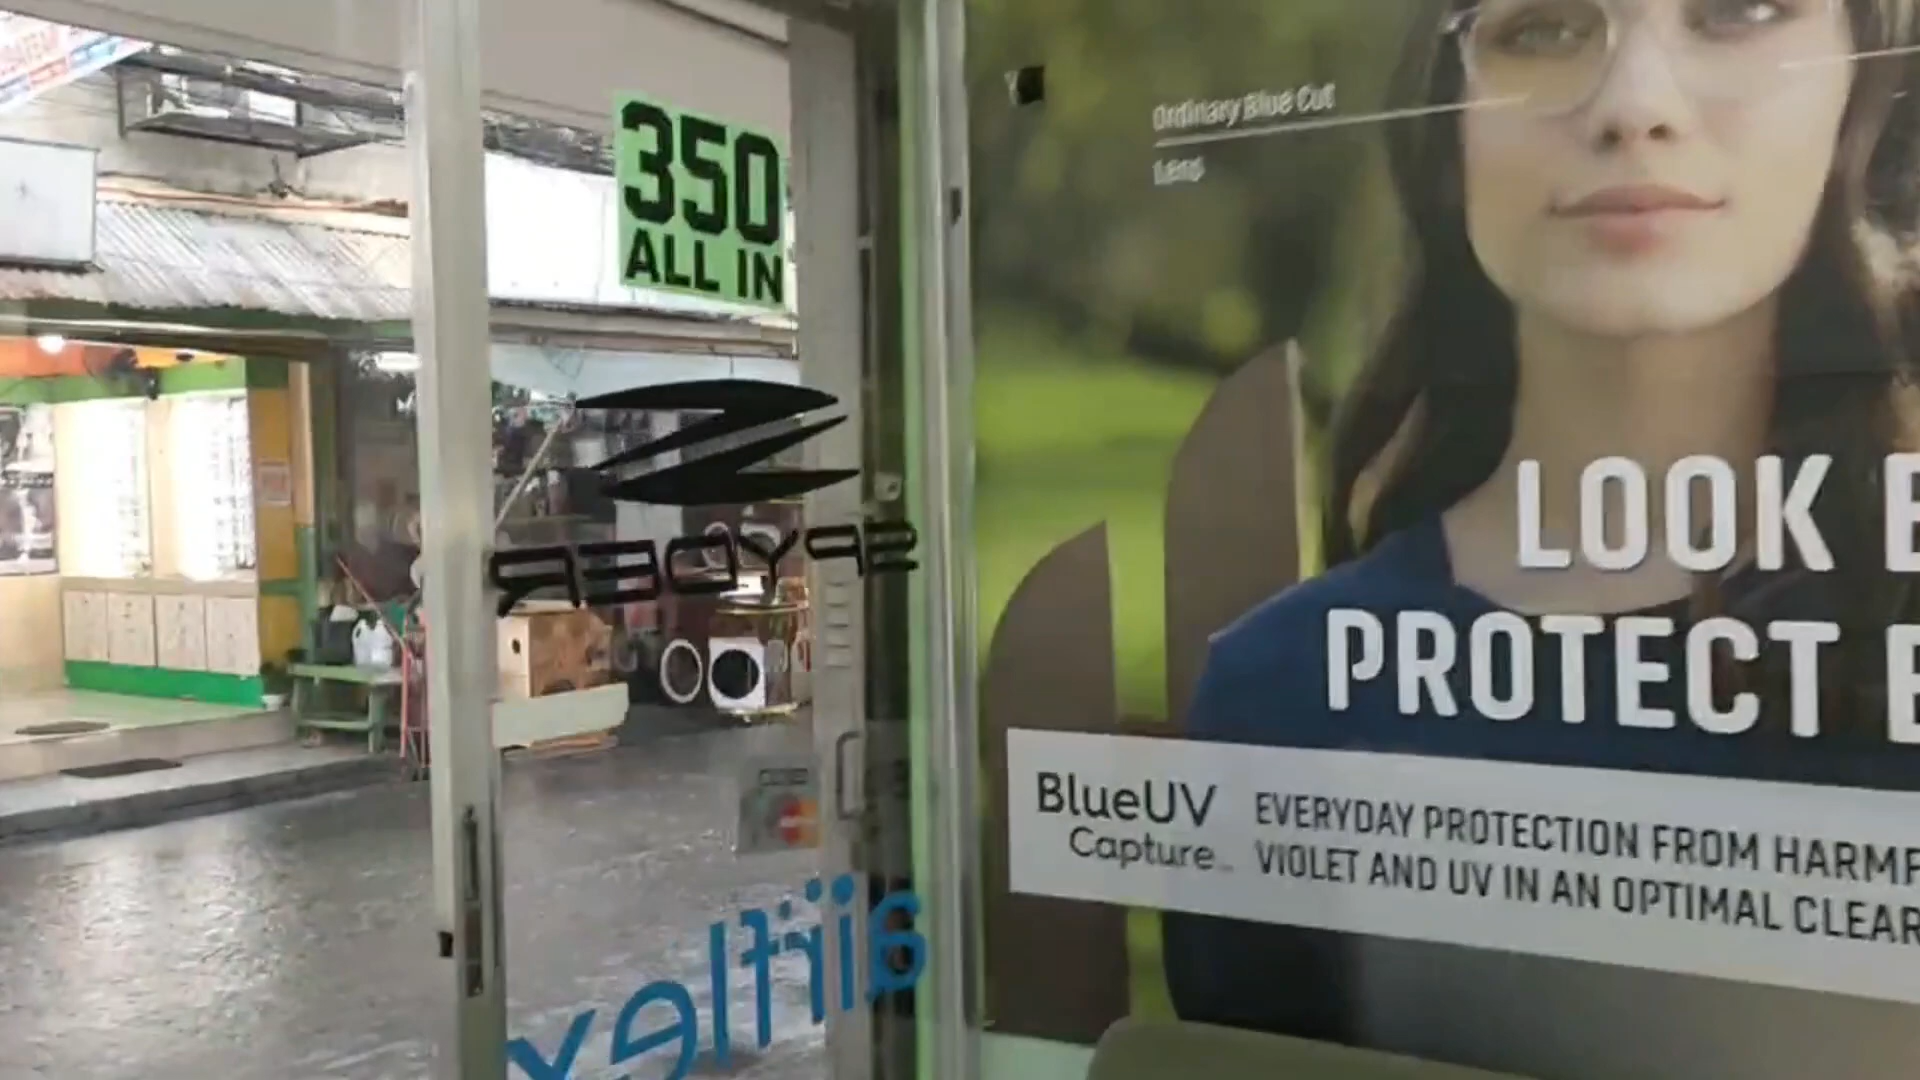 350
ALL IN
SPYDER
airflex
Ordinary Blue Cut
Lens
LOOK
PROTECT
BlueUV
Capture
EVERYDAY PROTECTION FROM
VIOLET AND UV IN AN OPTIMAL CLEAR